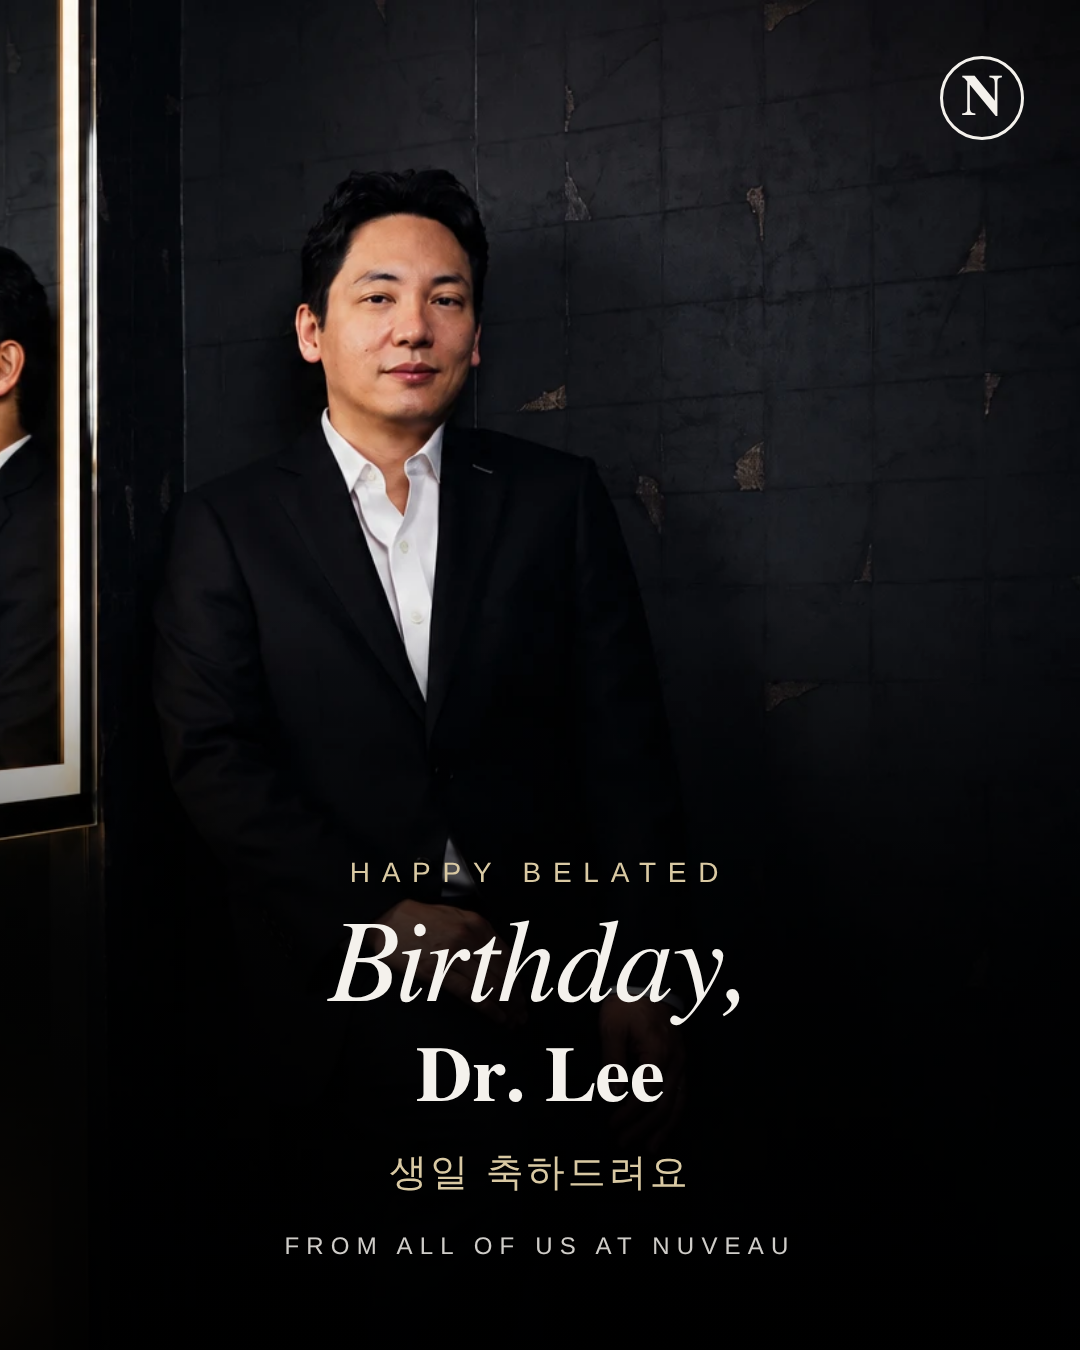 N
HAPPY BELATED
Birthday,
Dr. Lee
생일 축하드려요
FROM ALL OF US AT NUVEAU